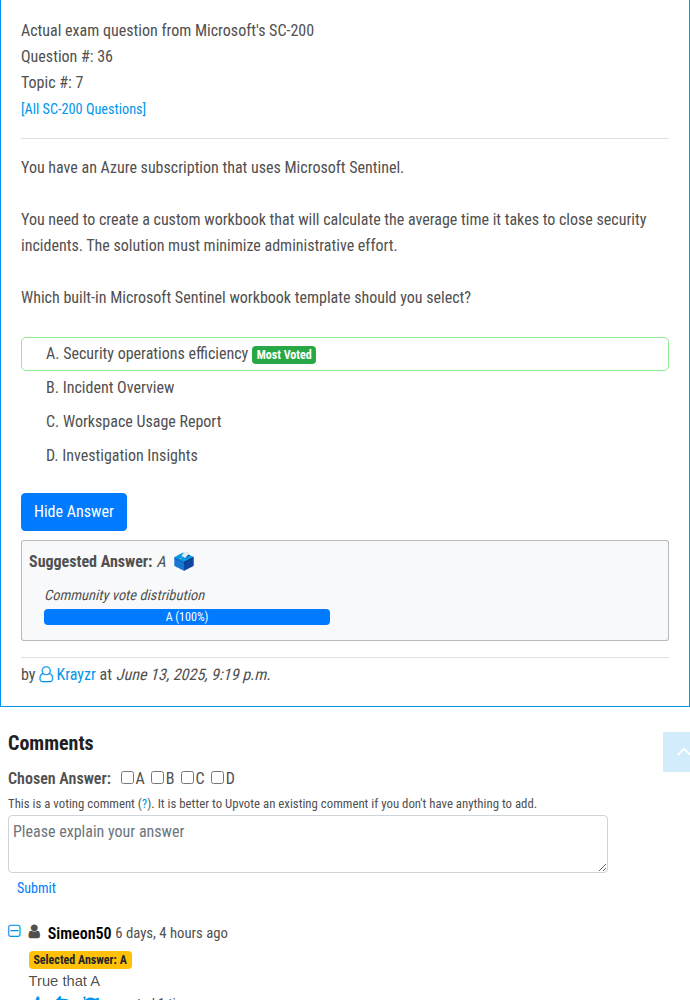 Actual exam question from Microsoft's SC-200
Question #: 36
Topic #: 7
[All SC-200 Questions]
You have an Azure subscription that uses Microsoft Sentinel.
You need to create a custom workbook that will calculate the average time it takes to close security
incidents. The solution must minimize administrative effort.
Which built-in Microsoft Sentinel workbook template should you select?
A. Security operations efficiency Most Voted
B. Incident Overview
C. Workspace Usage Report
D. Investigation Insights
Hide Answer
Suggested Answer: A
Community vote distribution
A (100%)
by Krayzr at June 13, 2025, 9:19 p.m.
Comments
Chosen Answer: A B C D
This is a voting comment (?). It is better to Upvote an existing comment if you don't have anything to add.
Please explain your answer
Submit
Simeon50 6 days, 4 hours ago
Selected Answer: A
True that A